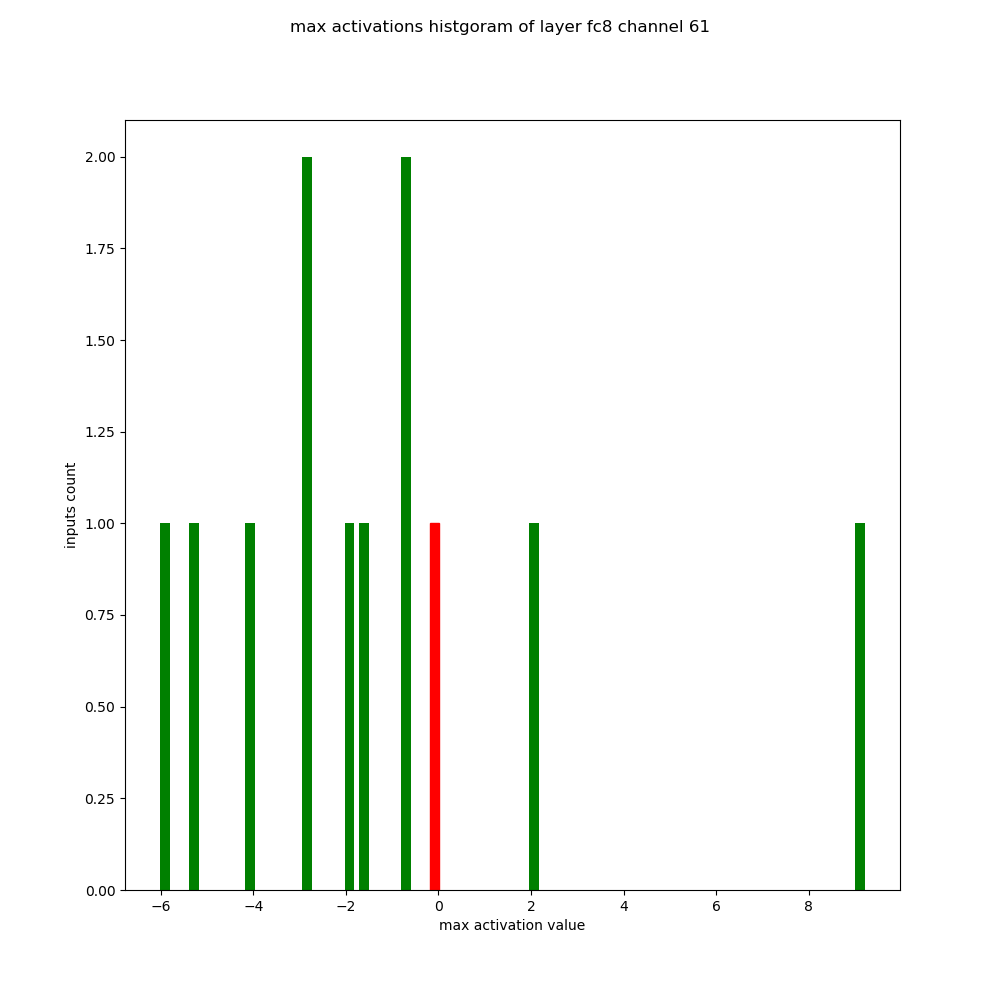 max activations histgoram of layer fc8 channel 61
2.00
1.75
1.50
1.25
1.00
0.75
0.50
0.25
0.00
inputs count
−6 −4 −2 0 2 4 6 8
max activation value